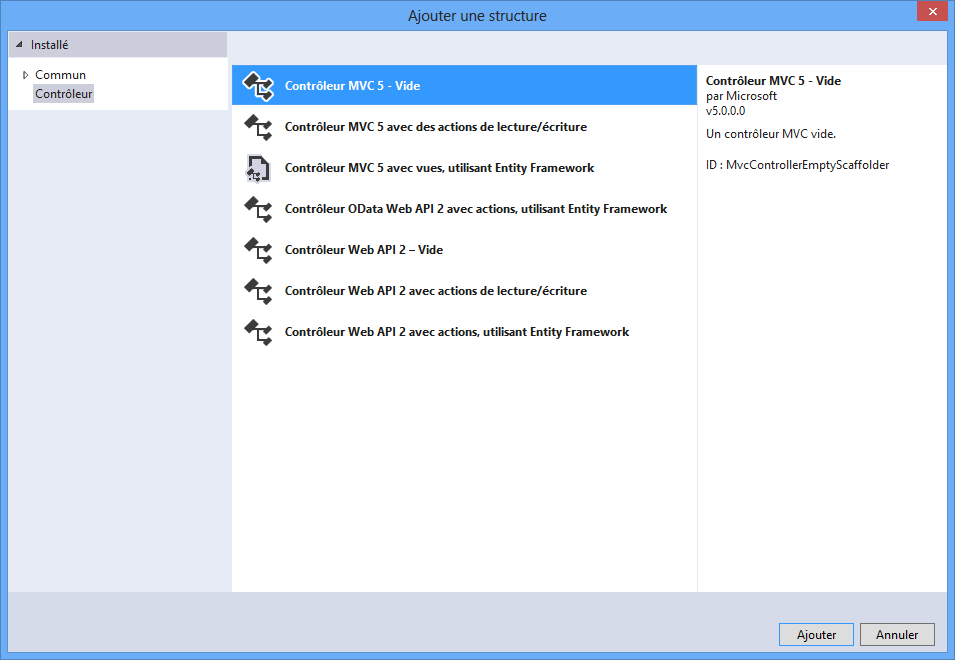 Ajouter une structure
Installé
Commun
Contrôleur
Contrôleur MVC 5 - Vide
Contrôleur MVC 5 avec des actions de lecture/écriture
Contrôleur MVC 5 avec vues, utilisant Entity Framework
Contrôleur OData Web API 2 avec actions, utilisant Entity Framework
Contrôleur Web API 2 – Vide
Contrôleur Web API 2 avec actions de lecture/écriture
Contrôleur Web API 2 avec actions, utilisant Entity Framework
Contrôleur MVC 5 - Vide
par Microsoft
v5.0.0.0
Un contrôleur MVC vide.
ID : MvcControllerEmptyScaffolder
Ajouter
Annuler